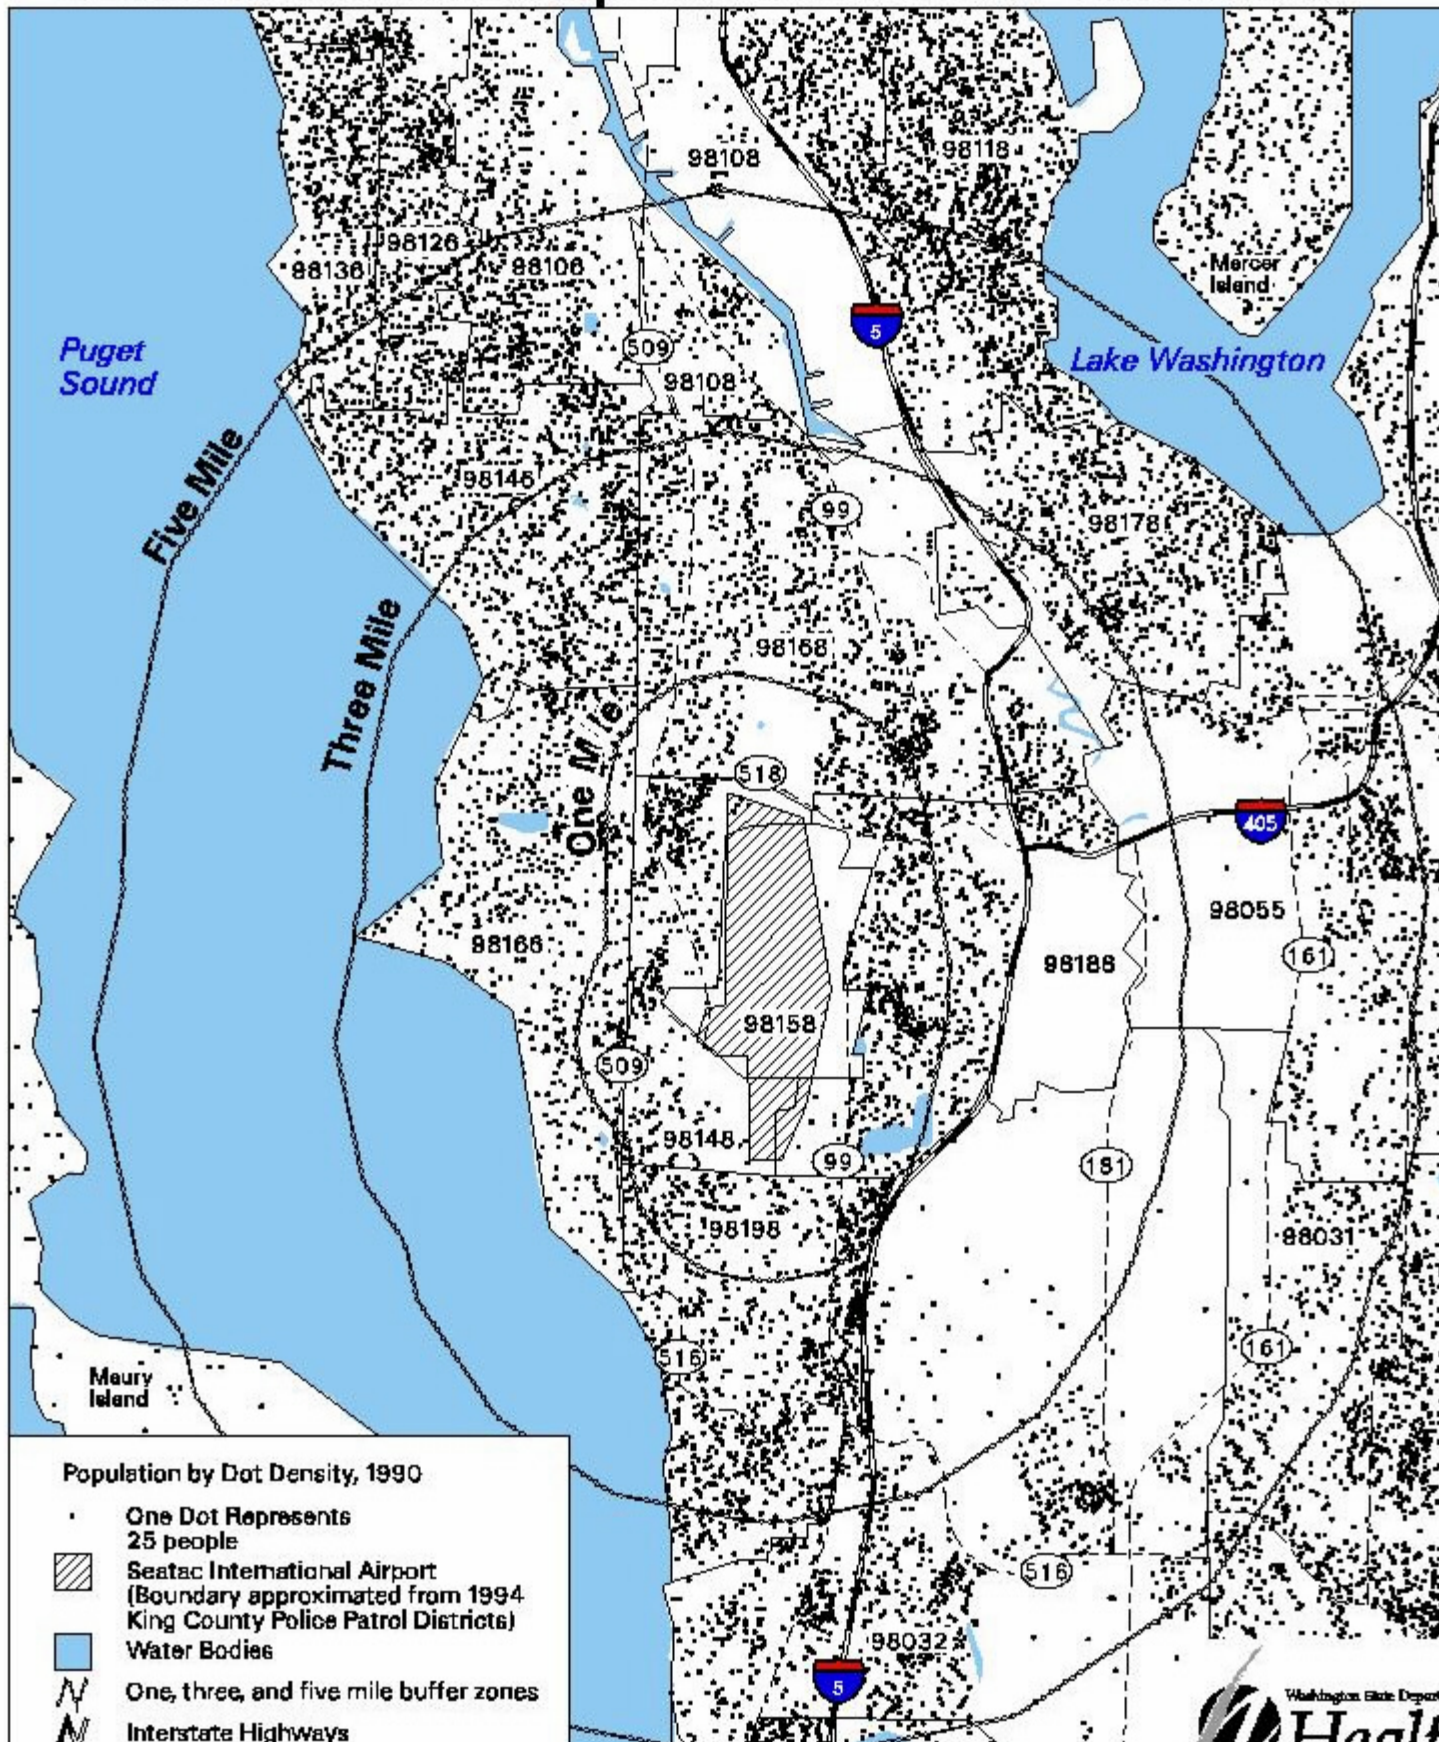 98108
98118
98126
98136
98106
Mercer
Island
Puget
Sound
5
509
Lake Washington
98108
Five Mile
98146
99
98178
Three Mile
98168
One Mile
518
405
98055
98166
98188
161
98158
509
98148
99
181
98198
98031
516
161
Maury
Island
Population by Dot Density, 1990
One Dot Represents
25 people
Seatac International Airport
(Boundary approximated from 1994
King County Police Patrol Districts)
Water Bodies
One, three, and five mile buffer zones
Interstate Highways
516
98032
5
Washington State Depart
Healt